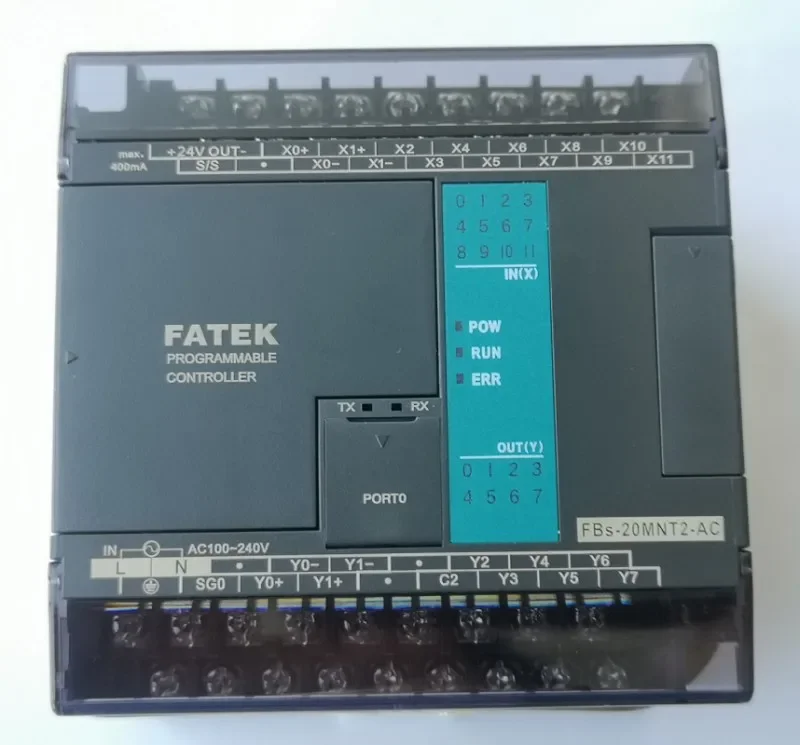 max. +24V OUT- X0+ X1+ X2 X4 X6 X8 X10
400mA S/S • X0- X1- X3 X5 X7 X9 X11
0 1 2 3
4 5 6 7
8 9 10 11
IN(X)
FATEK
PROGRAMMABLE
CONTROLLER
POW
RUN
ERR
TX RX
PORT0
OUT(Y)
0 1 2 3
4 5 6 7
FBs-20MNT2-AC
IN AC100~240V
L N • Y0- Y1- • Y2 Y4 Y6
SG0 Y0+ Y1+ • C2 Y3 Y5 Y7